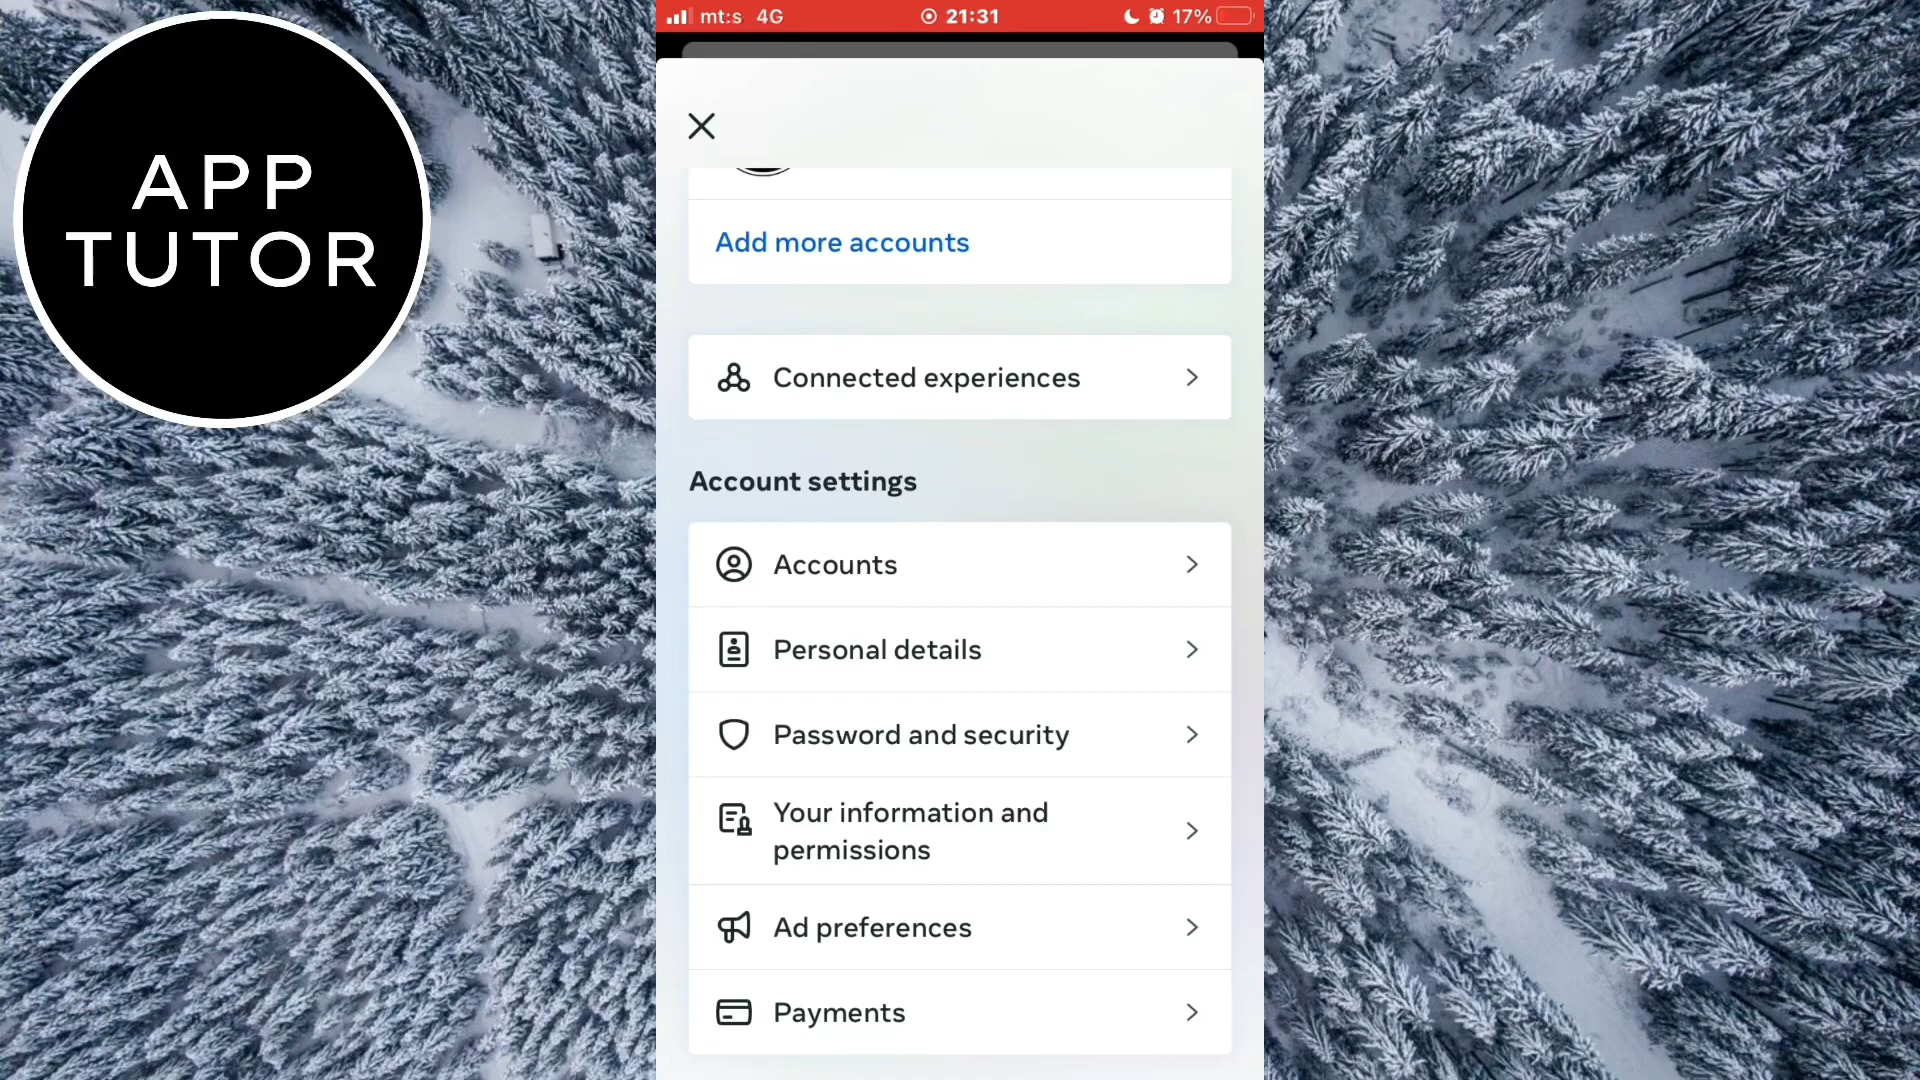 APP
TUTOR
mt:s 4G
21:31
17%
Add more accounts
Connected experiences
Account settings
Accounts
Personal details
Password and security
Your information and
permissions
Ad preferences
Payments